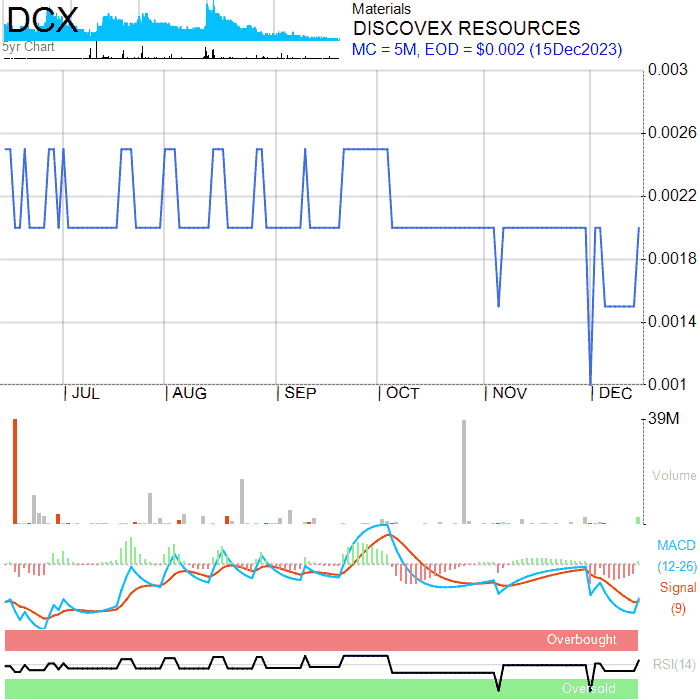 DCX
5yr Chart
Materials
DISCOVEX RESOURCES
MC = 5M, EOD = $0.002 (15Dec2023)
0.003
0.0026
0.0022
0.0018
0.0014
0.001
JUL AUG SEP OCT NOV DEC
39M
Volume
MACD
(12-26)
Signal
(9)
Overbought
RSI(14)
Oversold